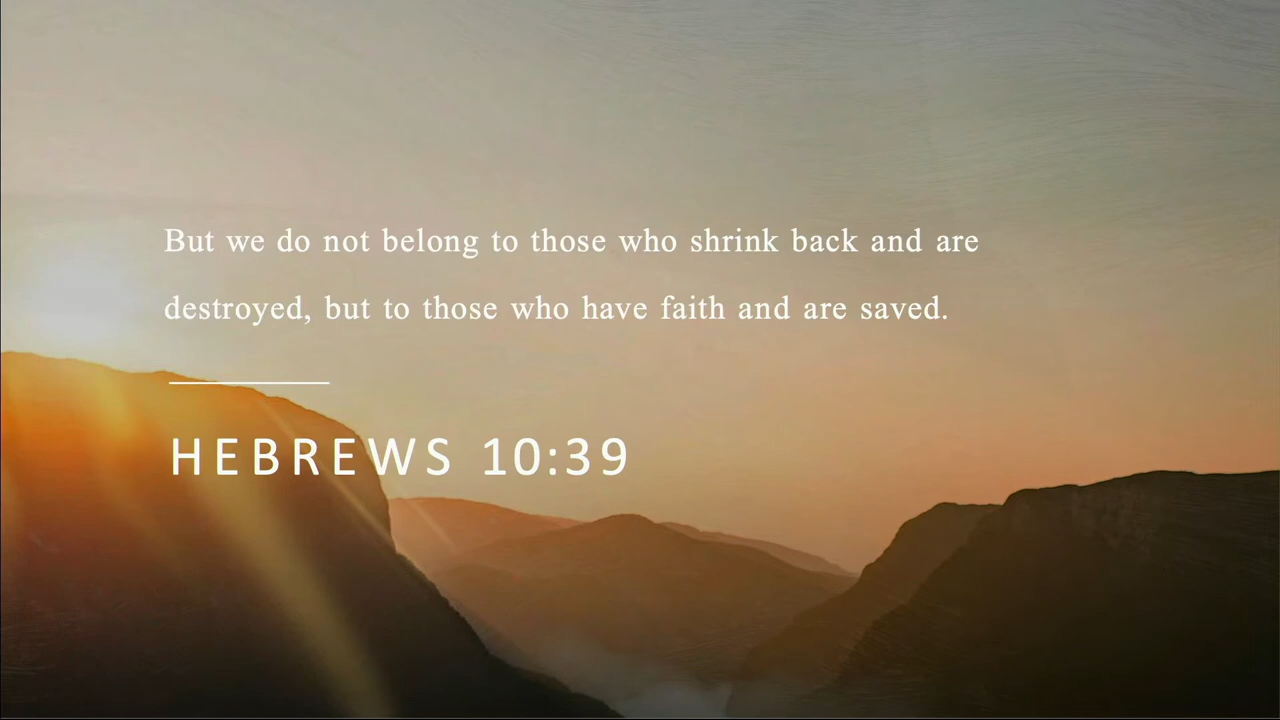 But we do not belong to those who shrink back and are
destroyed, but to those who have faith and are saved.
HEBREWS 10:39